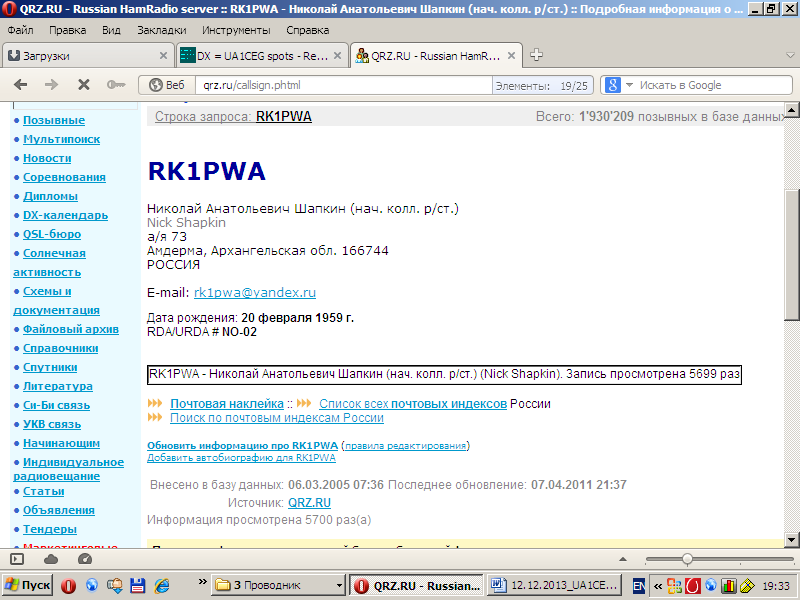 QRZ.RU - Russian HamRadio server :: RK1PWA - Николай Анатольевич Шапкин (нач. колл. р/ст.) :: Подробная информация о ...
Файл Правка Вид Закладки Инструменты Справка
Загрузки
DX = UA1CEG spots - Re...
QRZ.RU - Russian HamR...
Веб
qrz.ru/callsign.phtml
Элементы: 19/25
Искать в Google
Позывные
Мультипоиск
Новости
Соревнования
Дипломы
DX-календарь
QSL-бюро
Солнечная
активность
Схемы и
документация
Файловый архив
Справочники
Спутники
Литература
Си-Би связь
УКВ связь
Начинающим
Индивидуальное
радиовещание
Статьи
Объявления
Тендеры
Строка запроса: RK1PWA
Всего: 1'930'209 позывных в базе данных
RK1PWA
Николай Анатольевич Шапкин (нач. колл. р/ст.)
Nick Shapkin
а/я 73
Амдерма, Архангельская обл. 166744
РОССИЯ
E-mail: rk1pwa@yandex.ru
Дата рождения: 20 февраля 1959 г.
RDA/URDA # NO-02
RK1PWA - Николай Анатольевич Шапкин (нач. колл. р/ст.) (Nick Shapkin). Запись просмотрена 5699 раз
Почтовая наклейка :: Список всех почтовых индексов России
Поиск по почтовым индексам России
Обновить информацию про RK1PWA (правила редактирования)
Добавить автобиографию для RK1PWA
Внесено в базу данных: 06.03.2005 07:36 Последнее обновление: 07.04.2011 21:37
Источник: QRZ.RU
Информация просмотрена 5700 раз(а)
Пуск
»
3 Проводник
QRZ.RU - Russian...
12.12.2013_UA1CE...
EN
«
19:33